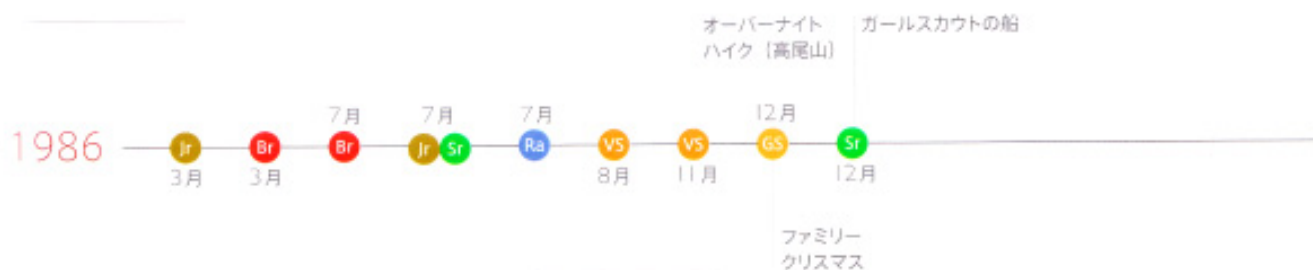 オーバーナイト
ハイク（高尾山）
ガールスカウトの船
7月 7月 7月 12月
1986 Jr Br Br Jr Sr Ra VS VS GS Sr
3月 3月 8月 11月 12月
ファミリー
クリスマス